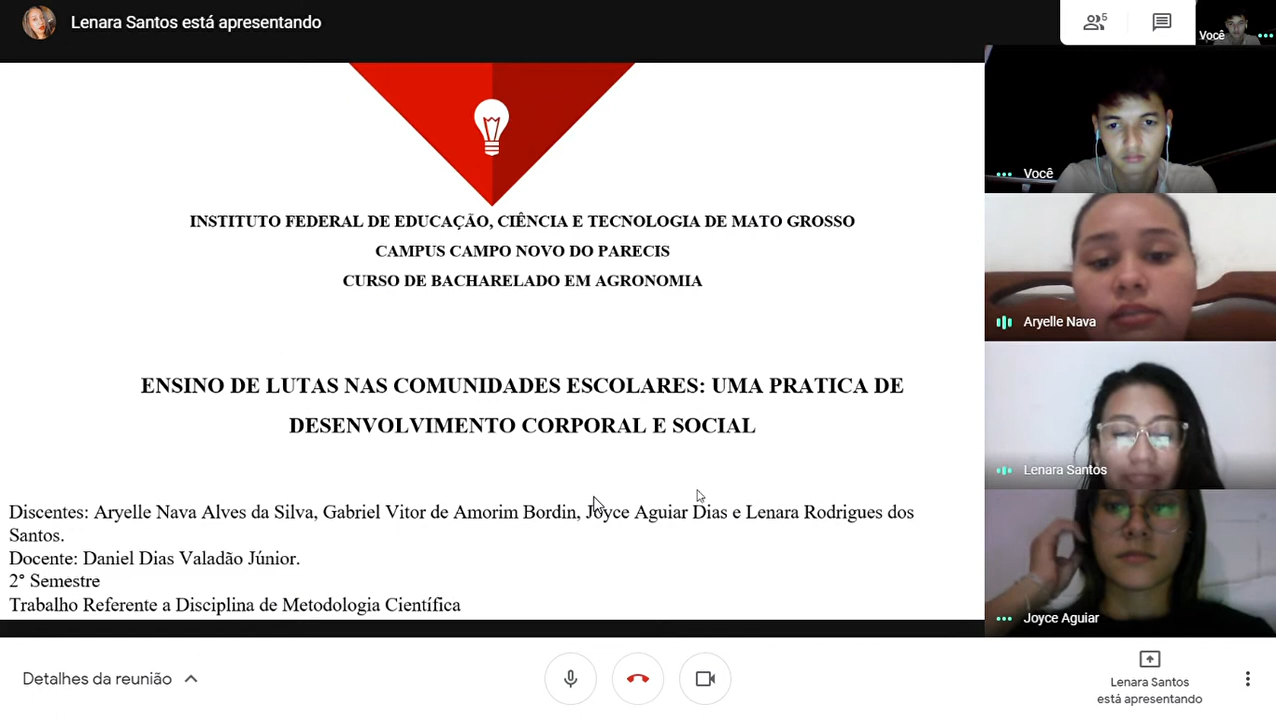 Lenara Santos está apresentando
5
Você
Você
Aryelle Nava
Lenara Santos
Joyce Aguiar
INSTITUTO FEDERAL DE EDUCAÇÃO, CIÊNCIA E TECNOLOGIA DE MATO GROSSO
CAMPUS CAMPO NOVO DO PARECIS
CURSO DE BACHARELADO EM AGRONOMIA
ENSINO DE LUTAS NAS COMUNIDADES ESCOLARES: UMA PRATICA DE
DESENVOLVIMENTO CORPORAL E SOCIAL
Discentes: Aryelle Nava Alves da Silva, Gabriel Vitor de Amorim Bordin, Joyce Aguiar Dias e Lenara Rodrigues dos
Santos.
Docente: Daniel Dias Valadão Júnior.
2° Semestre
Trabalho Referente a Disciplina de Metodologia Científica
Detalhes da reunião
Lenara Santos
está apresentando